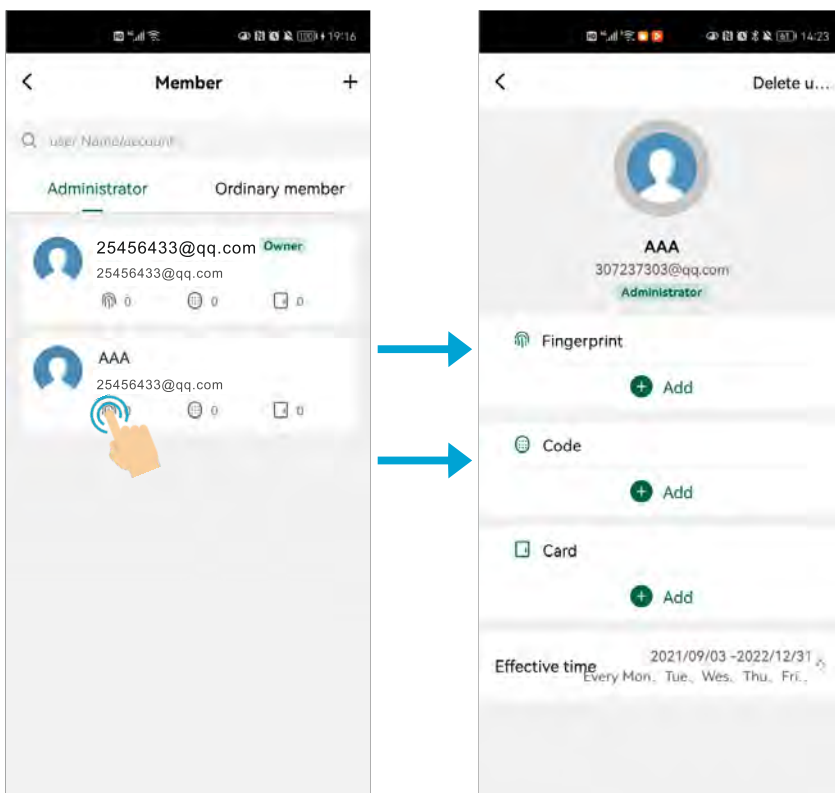 19:16
Member
+
user Name/account
Administrator Ordinary member
25456433@qq.com Owner
25456433@qq.com
0 0 0
AAA
25456433@qq.com
0 0
61 14:23
Delete u...
AAA
307237303@qq.com
Administrator
Fingerprint
Add
Code
Add
Card
Add
Effective time
2021/09/03 -2022/12/31
Every Mon、Tue、Wes、Thu、Fri..